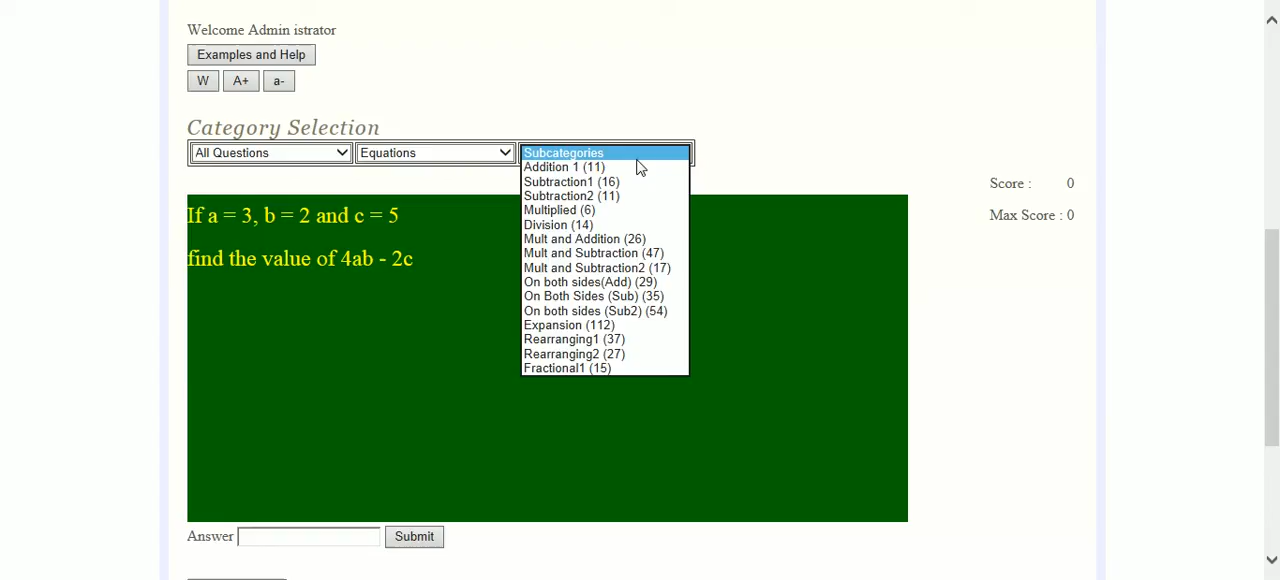 Welcome Admin istrator
Examples and Help
W A+ a-
Category Selection
All Questions Equations Subcategories
Addition 1 (11)
Subtraction1 (16)
Subtraction2 (11)
Multiplied (6)
Division (14)
Mult and Addition (26)
Mult and Subtraction (47)
Mult and Subtraction2 (17)
On both sides(Add) (29)
On Both Sides (Sub) (35)
On both sides (Sub2) (54)
Expansion (112)
Rearranging1 (37)
Rearranging2 (27)
Fractional1 (15)
Score : 0
Max Score : 0
If a = 3, b = 2 and c = 5
find the value of 4ab - 2c
Answer Submit